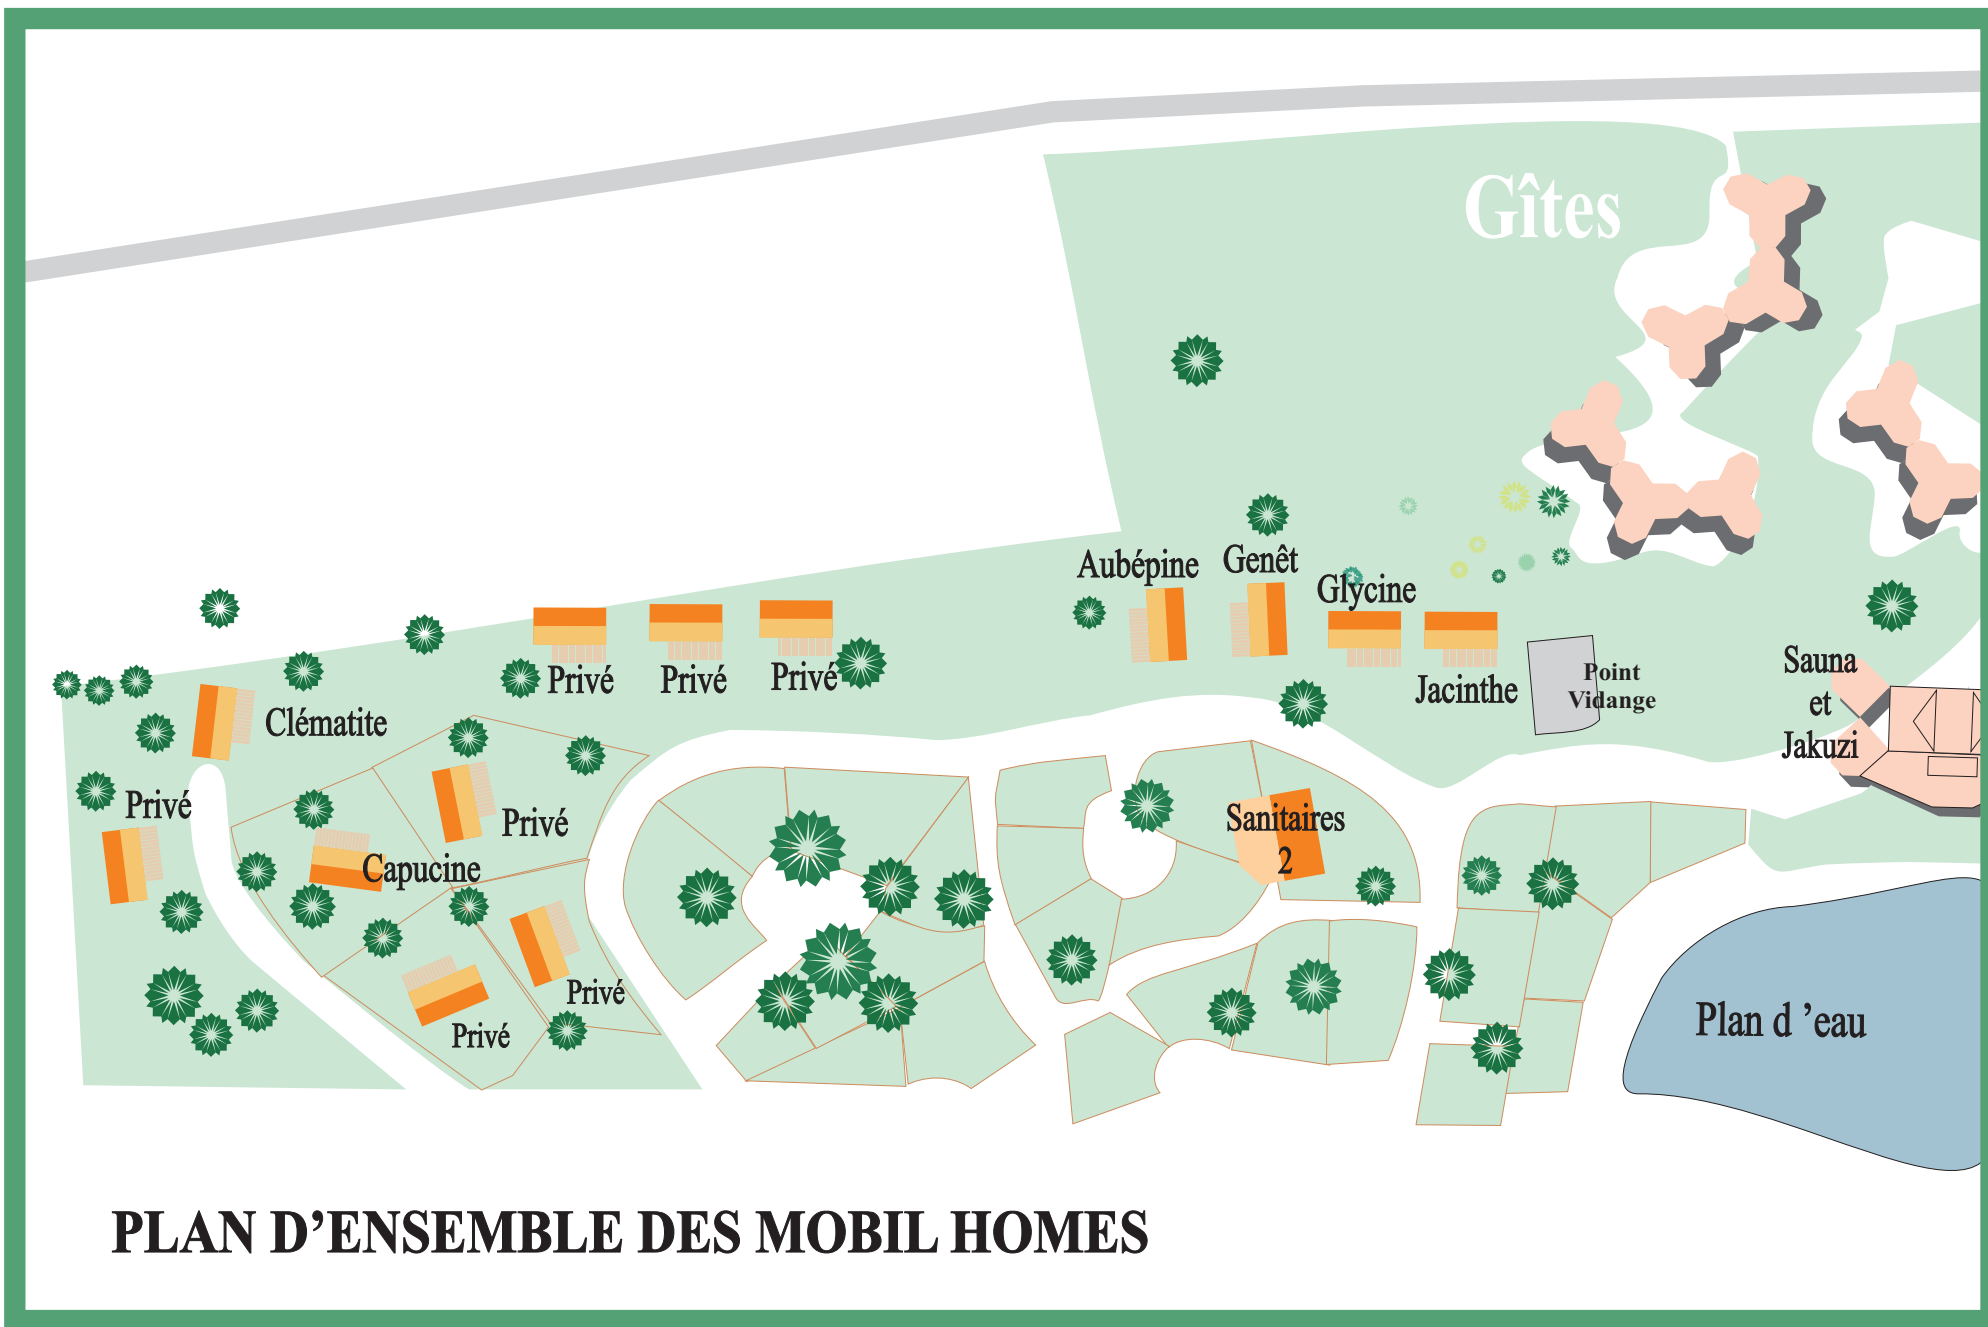 Gîtes
Aubépine
Genêt
Glycine
Jacinthe
Point
Vidange
Sauna
et
Jakuzi
Privé
Privé
Privé
Clématite
Privé
Privé
Capucine
Privé
Privé
Sanitaires
2
Plan d ’eau
PLAN D’ENSEMBLE DES MOBIL HOMES